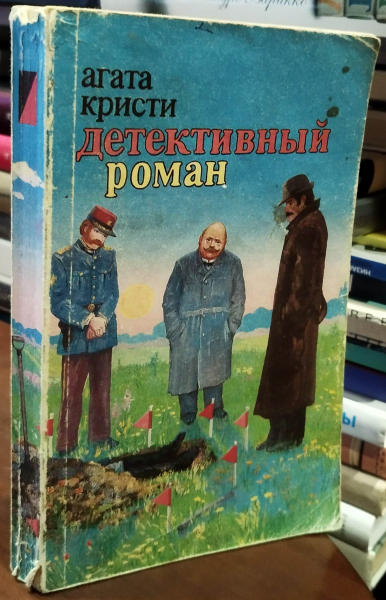 агата
кристи
детективный
роман